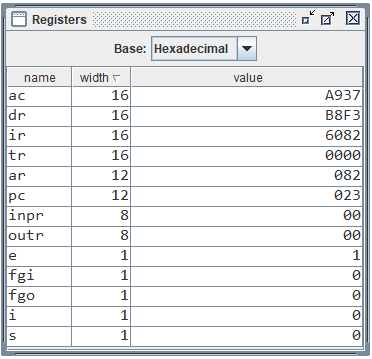 Registers
Base: Hexadecimal
name width value
ac 16 A937
dr 16 B8F3
ir 16 6082
tr 16 0000
ar 12 082
pc 12 023
inpr 8 00
outr 8 00
e 1 1
fgi 1 0
fgo 1 0
i 1 0
s 1 0